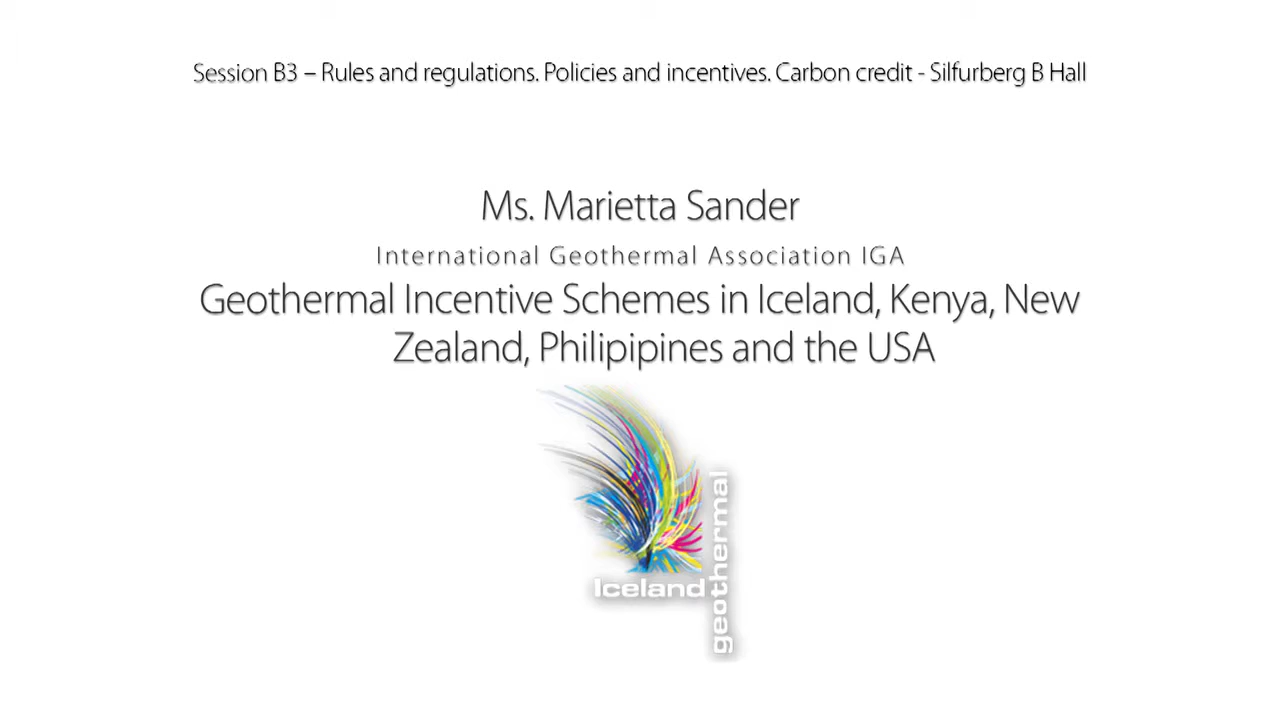 Session B3 – Rules and regulations. Policies and incentives. Carbon credit - Silfurberg B Hall
Ms. Marietta Sander
International Geothermal Association IGA
Geothermal Incentive Schemes in Iceland, Kenya, New
Zealand, Philipipines and the USA
Iceland
geothermal